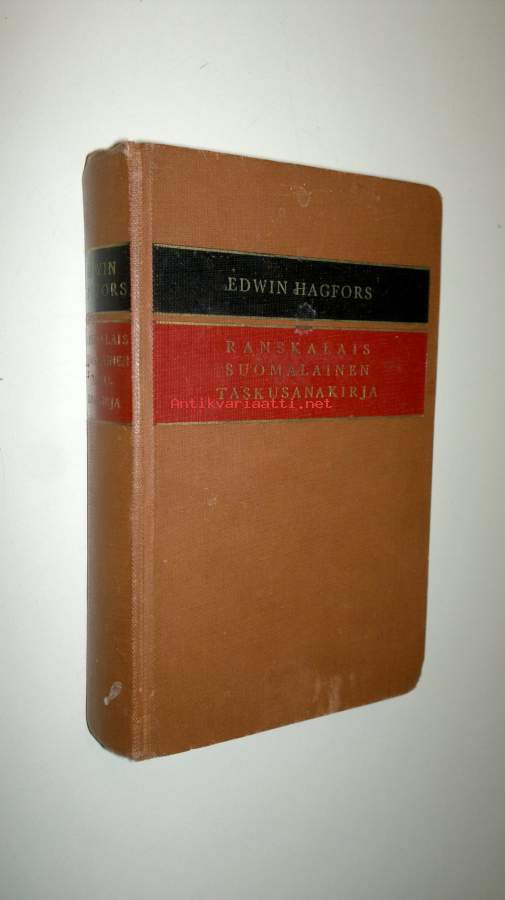 EDWIN HAGFORS
RANSKALAIS
SUOMALAINEN
TASKUSANAKIRJA
Antikvariaatti.net